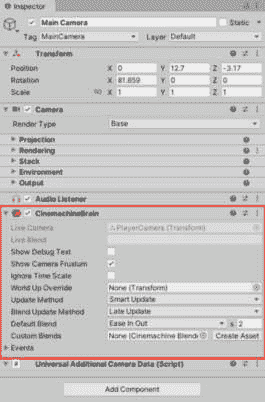 Inspector
Main Camera Static
Tag MainCamera Layer Default
Transform
Position X 0 Y 12.7 Z -3.17
Rotation X 81.859 Y 0 Z 0
Scale X 1 Y 1 Z 1
Camera
Render Type Base
Projection
Rendering
Stack
Environment
Output
Audio Listener
CinemachineBrain
Live Camera PlayerCamera (Transform)
Live Blend
Show Debug Text
Show Camera Frustum
Ignore Time Scale
World Up Override None (Transform)
Update Method Smart Update
Blend Update Method Late Update
Default Blend Ease In Out s 2
Custom Blends None (Cinemachine Blende Create Asset
Events
Universal Additional Camera Data (Script)
Add Component